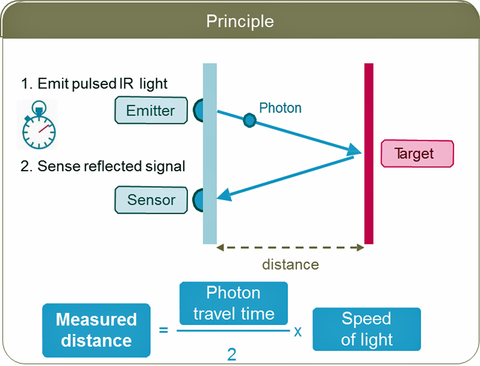 Principle
1. Emit pulsed IR light
Emitter
Photon
Target
2. Sense reflected signal
Sensor
distance
Measured
distance
=
Photon
travel time
2
x
Speed
of light